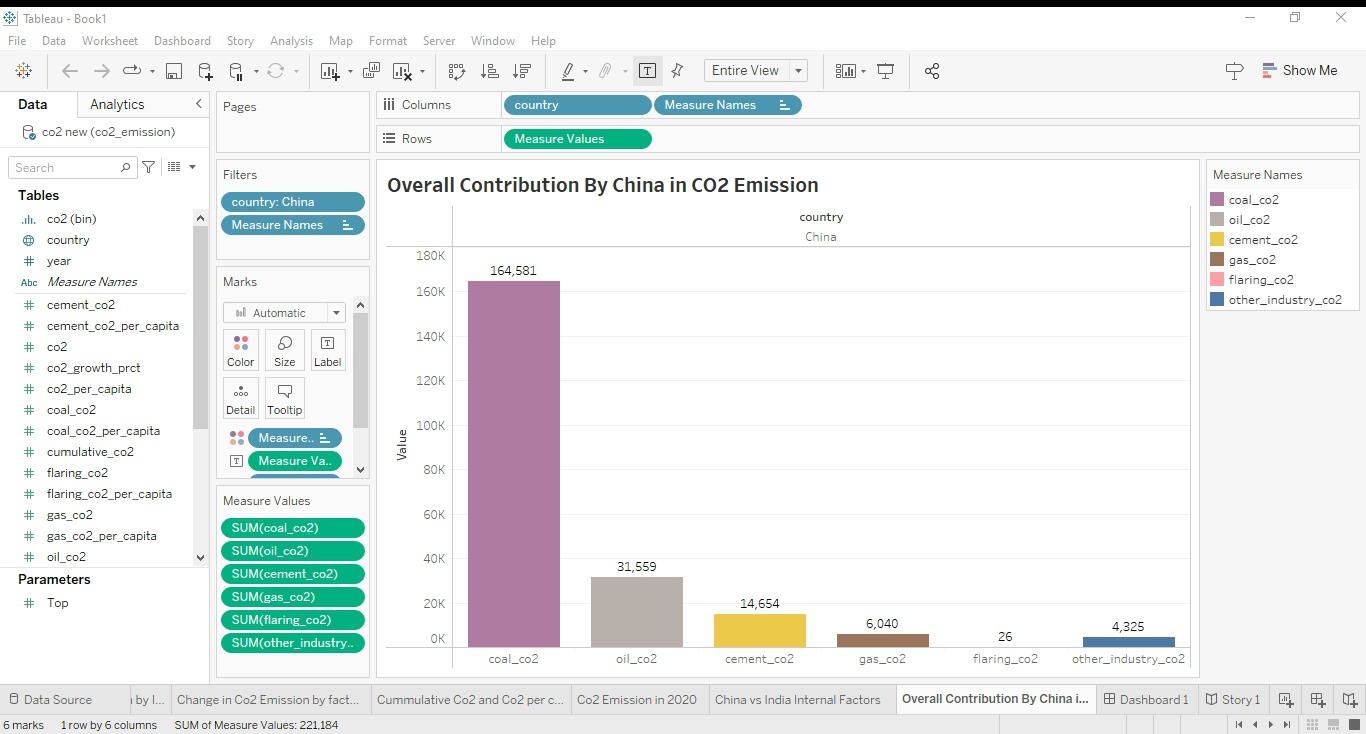 Tableau - Book1
File Data Worksheet Dashboard Story Analysis Map Format Server Window Help
Entire View
Show Me
Data Analytics
co2 new (co2_emission)
Search
Tables
co2 (bin)
country
year
Abc Measure Names
cement_co2
cement_co2_per_capita
co2
co2_growth_prct
co2_per_capita
coal_co2
coal_co2_per_capita
cumulative_co2
flaring_co2
flaring_co2_per_capita
gas_co2
gas_co2_per_capita
oil_co2
Parameters
Top
Pages
Filters
country: China
Measure Names
Marks
Automatic
Color Size Label
Detail Tooltip
Measure..
Measure Va..
Measure Values
SUM(coal_co2)
SUM(oil_co2)
SUM(cement_co2)
SUM(gas_co2)
SUM(flaring_co2)
SUM(other_industry..
Columns country Measure Names
Rows Measure Values
Overall Contribution By China in CO2 Emission
country
China
Value
180K
160K
140K
120K
100K
80K
60K
40K
20K
0K
164,581
31,559
14,654
6,040
26
4,325
coal_co2 oil_co2 cement_co2 gas_co2 flaring_co2 other_industry_co2
Measure Names
coal_co2
oil_co2
cement_co2
gas_co2
flaring_co2
other_industry_co2
Data Source by I... Change in Co2 Emission by fact... Cummulative Co2 and Co2 per c... Co2 Emission in 2020 China vs India Internal Factors Overall Contribution By China i... Dashboard 1 Story 1
6 marks 1 row by 6 columns SUM of Measure Values: 221,184